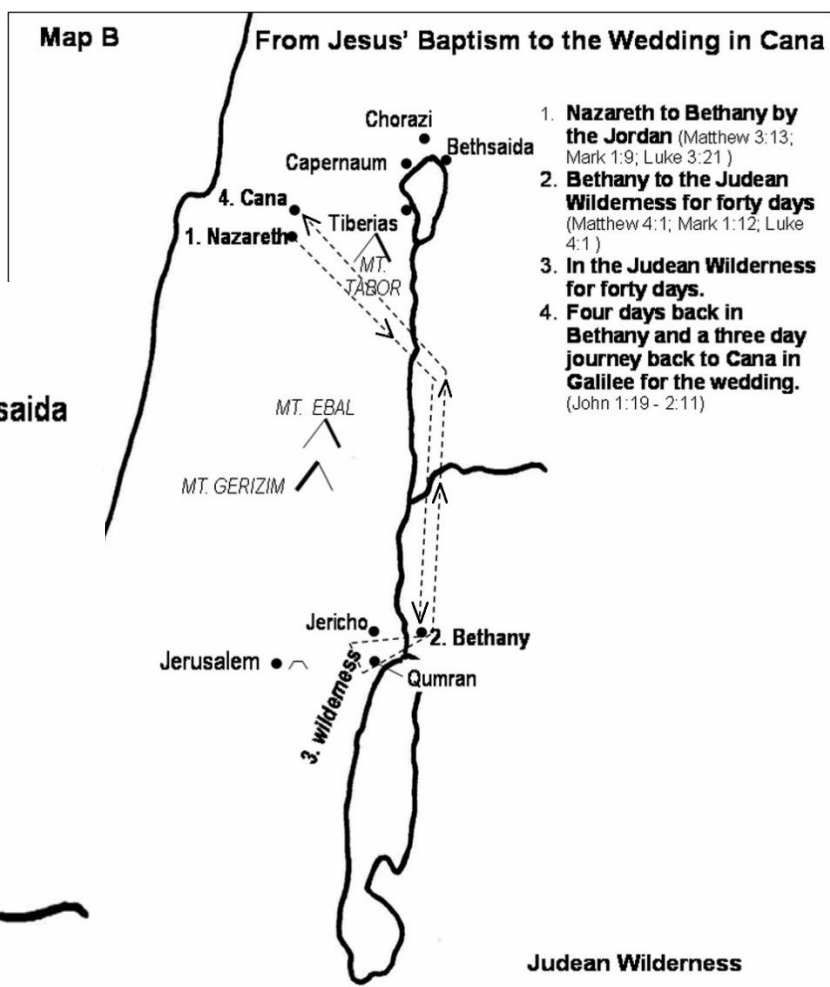 Map B
From Jesus' Baptism to the Wedding in Cana
Chorazi
Bethsaida
Capernaum
4. Cana
Tiberias
1. Nazareth
MT.
TABOR
1. Nazareth to Bethany by
the Jordan (Matthew 3:13;
Mark 1:9; Luke 3:21 )
2. Bethany to the Judean
Wilderness for forty days
(Matthew 4:1; Mark 1:12; Luke
4:1 )
3. In the Judean Wilderness
for forty days.
4. Four days back in
Bethany and a three day
journey back to Cana in
Galilee for the wedding.
(John 1:19 - 2:11)
saida
MT. EBAL
MT. GERIZIM
Jericho
2. Bethany
Jerusalem
Qumran
3. wilderness
Judean Wilderness